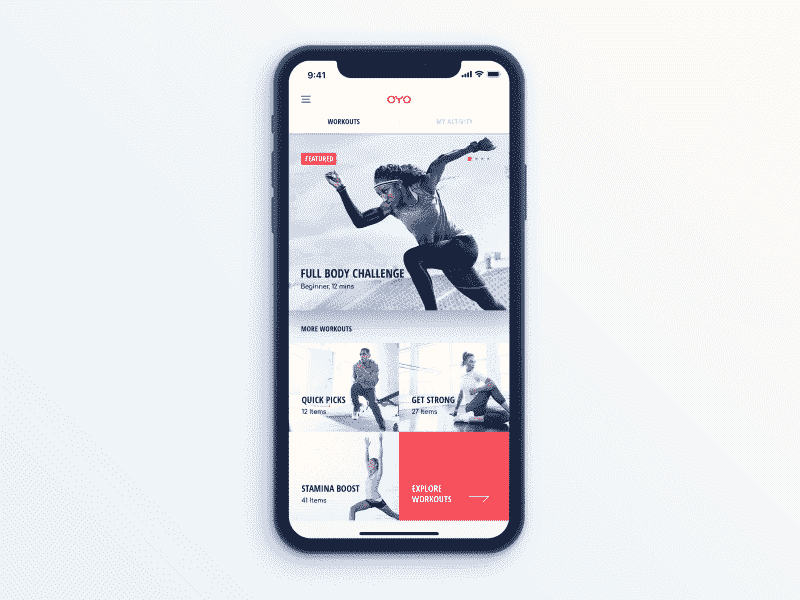 9:41
OYO
WORKOUTS
MY ACTIVITY
FEATURED
FULL BODY CHALLENGE
Beginner, 12 mins
MORE WORKOUTS
QUICK PICKS
12 Items
GET STRONG
27 Items
STAMINA BOOST
41 Items
EXPLORE
WORKOUTS